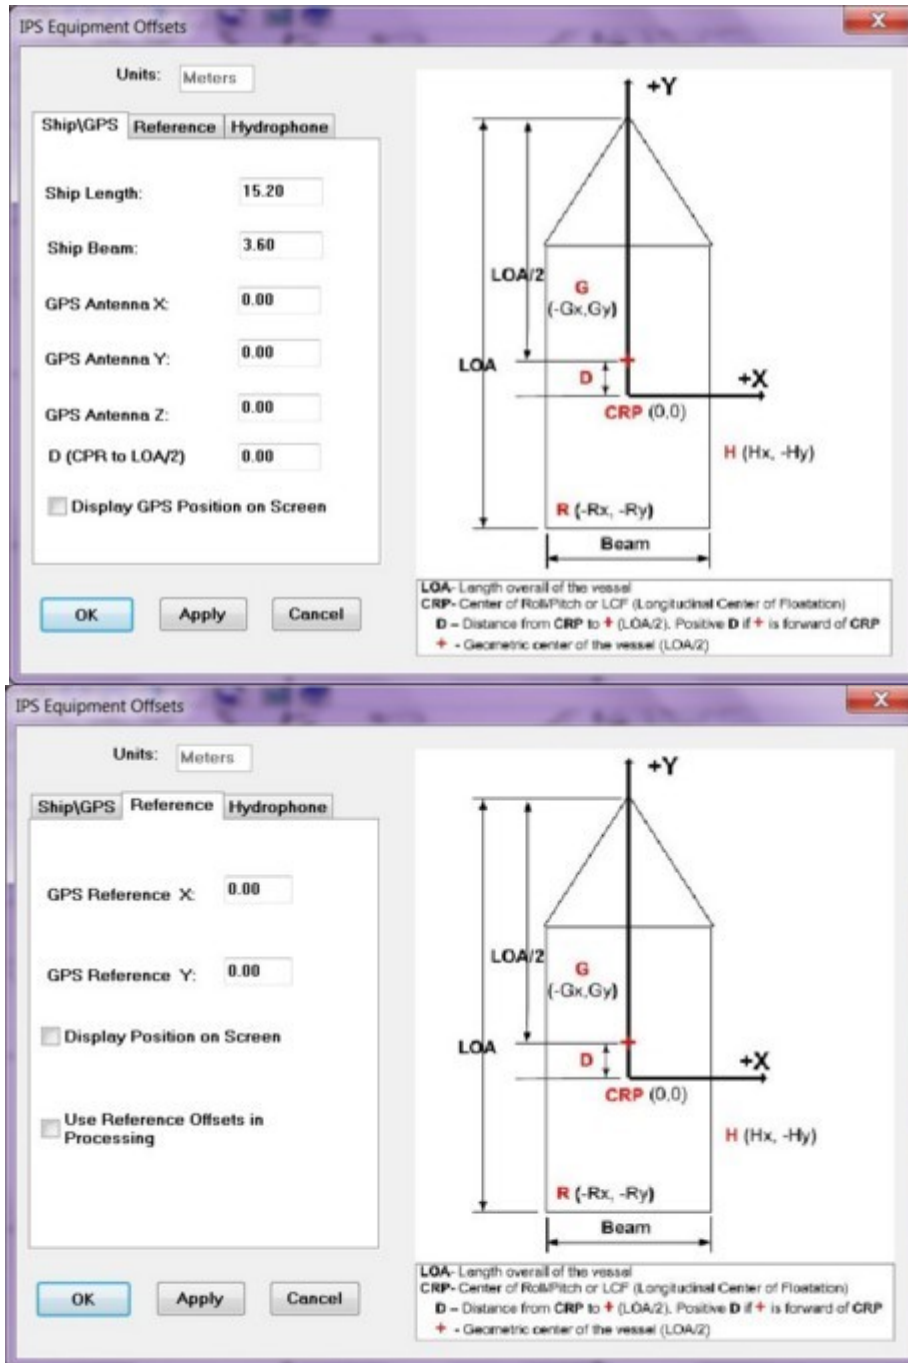 IPS Equipment Offsets
Units: Meters
Ship\GPS Reference Hydrophone
Ship Length: 15.20
Ship Beam: 3.60
GPS Antenna X: 0.00
GPS Antenna Y: 0.00
GPS Antenna Z: 0.00
D (CPR to LOA/2) 0.00
Display GPS Position on Screen
OK Apply Cancel
+Y
LOA/2
G
(-Gx,Gy)
LOA
D
+X
CRP (0,0)
H (Hx, -Hy)
R (-Rx, -Ry)
Beam
LOA- Length overall of the vessel
CRP- Center of Roll/Pitch or LCF (Longitudinal Center of Floatation)
D – Distance from CRP to + (LOA/2). Positive D if + is forward of CRP
+ - Geometric center of the vessel (LOA/2)
IPS Equipment Offsets
Units: Meters
Ship\GPS Reference Hydrophone
GPS Reference X: 0.00
GPS Reference Y: 0.00
Display Position on Screen
Use Reference Offsets in
Processing
OK Apply Cancel
+Y
LOA/2
G
(-Gx,Gy)
LOA
D
+X
CRP (0,0)
H (Hx, -Hy)
R (-Rx, -Ry)
Beam
LOA- Length overall of the vessel
CRP- Center of Roll/Pitch or LCF (Longitudinal Center of Floatation)
D – Distance from CRP to + (LOA/2). Positive D if + is forward of CRP
+ - Geometric center of the vessel (LOA/2)